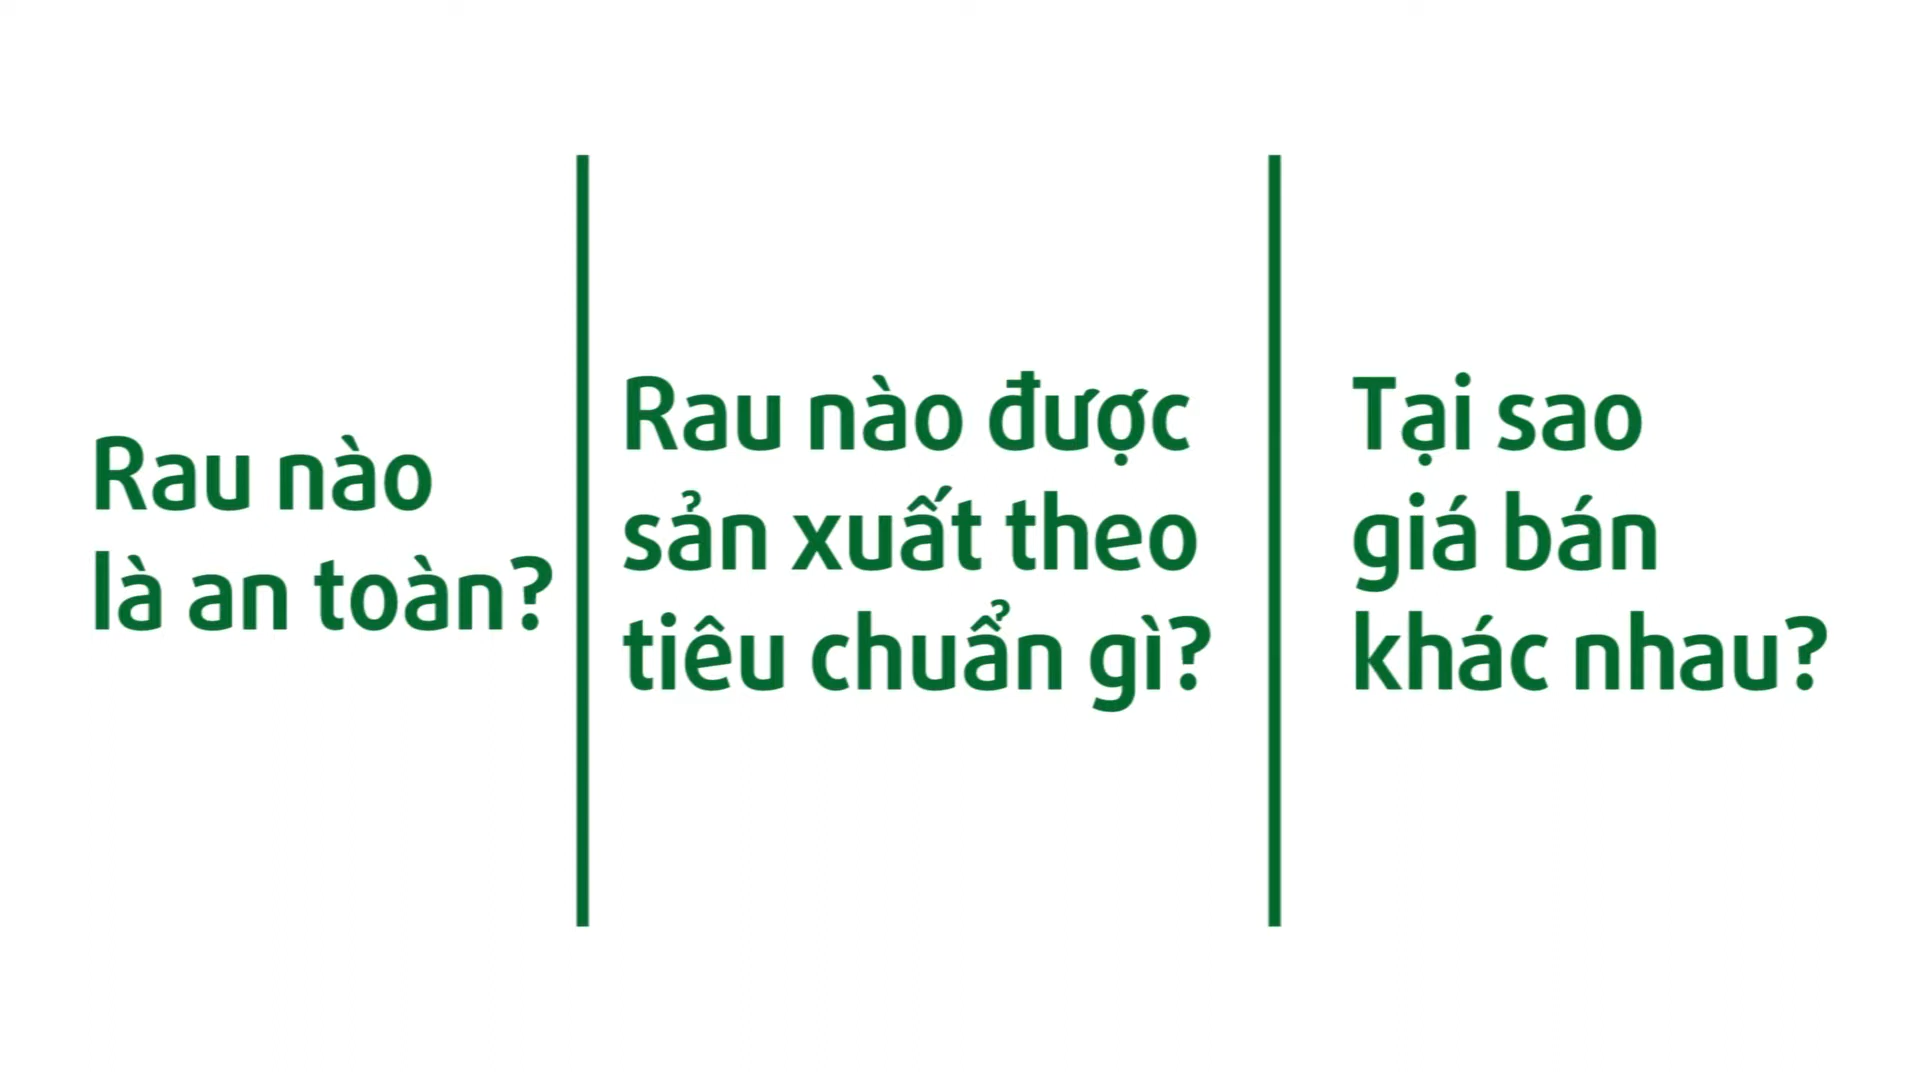 Rau nào
là an toàn?
Rau nào được
sản xuất theo
tiêu chuẩn gì?
Tại sao
giá bán
khác nhau?